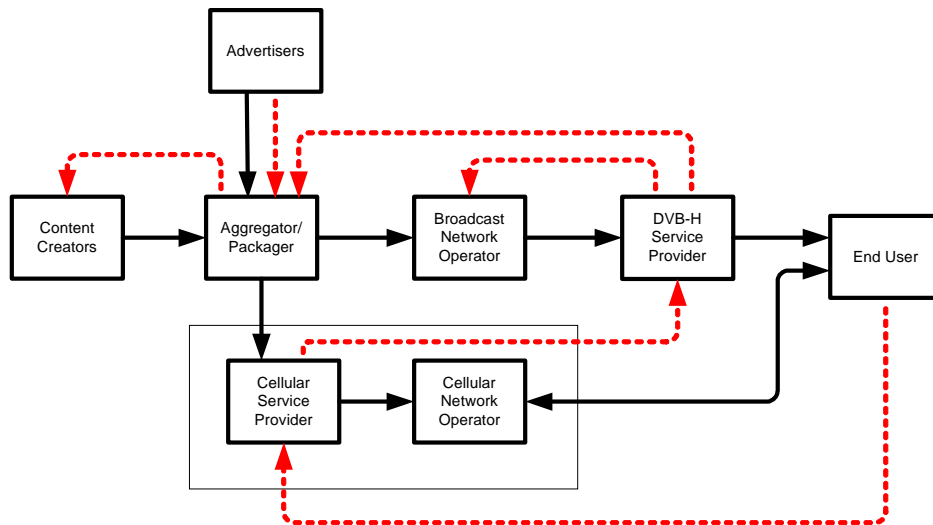 Advertisers
Content
Creators
Aggregator/
Packager
Broadcast
Network
Operator
DVB-H
Service
Provider
End User
Cellular
Service
Provider
Cellular
Network
Operator